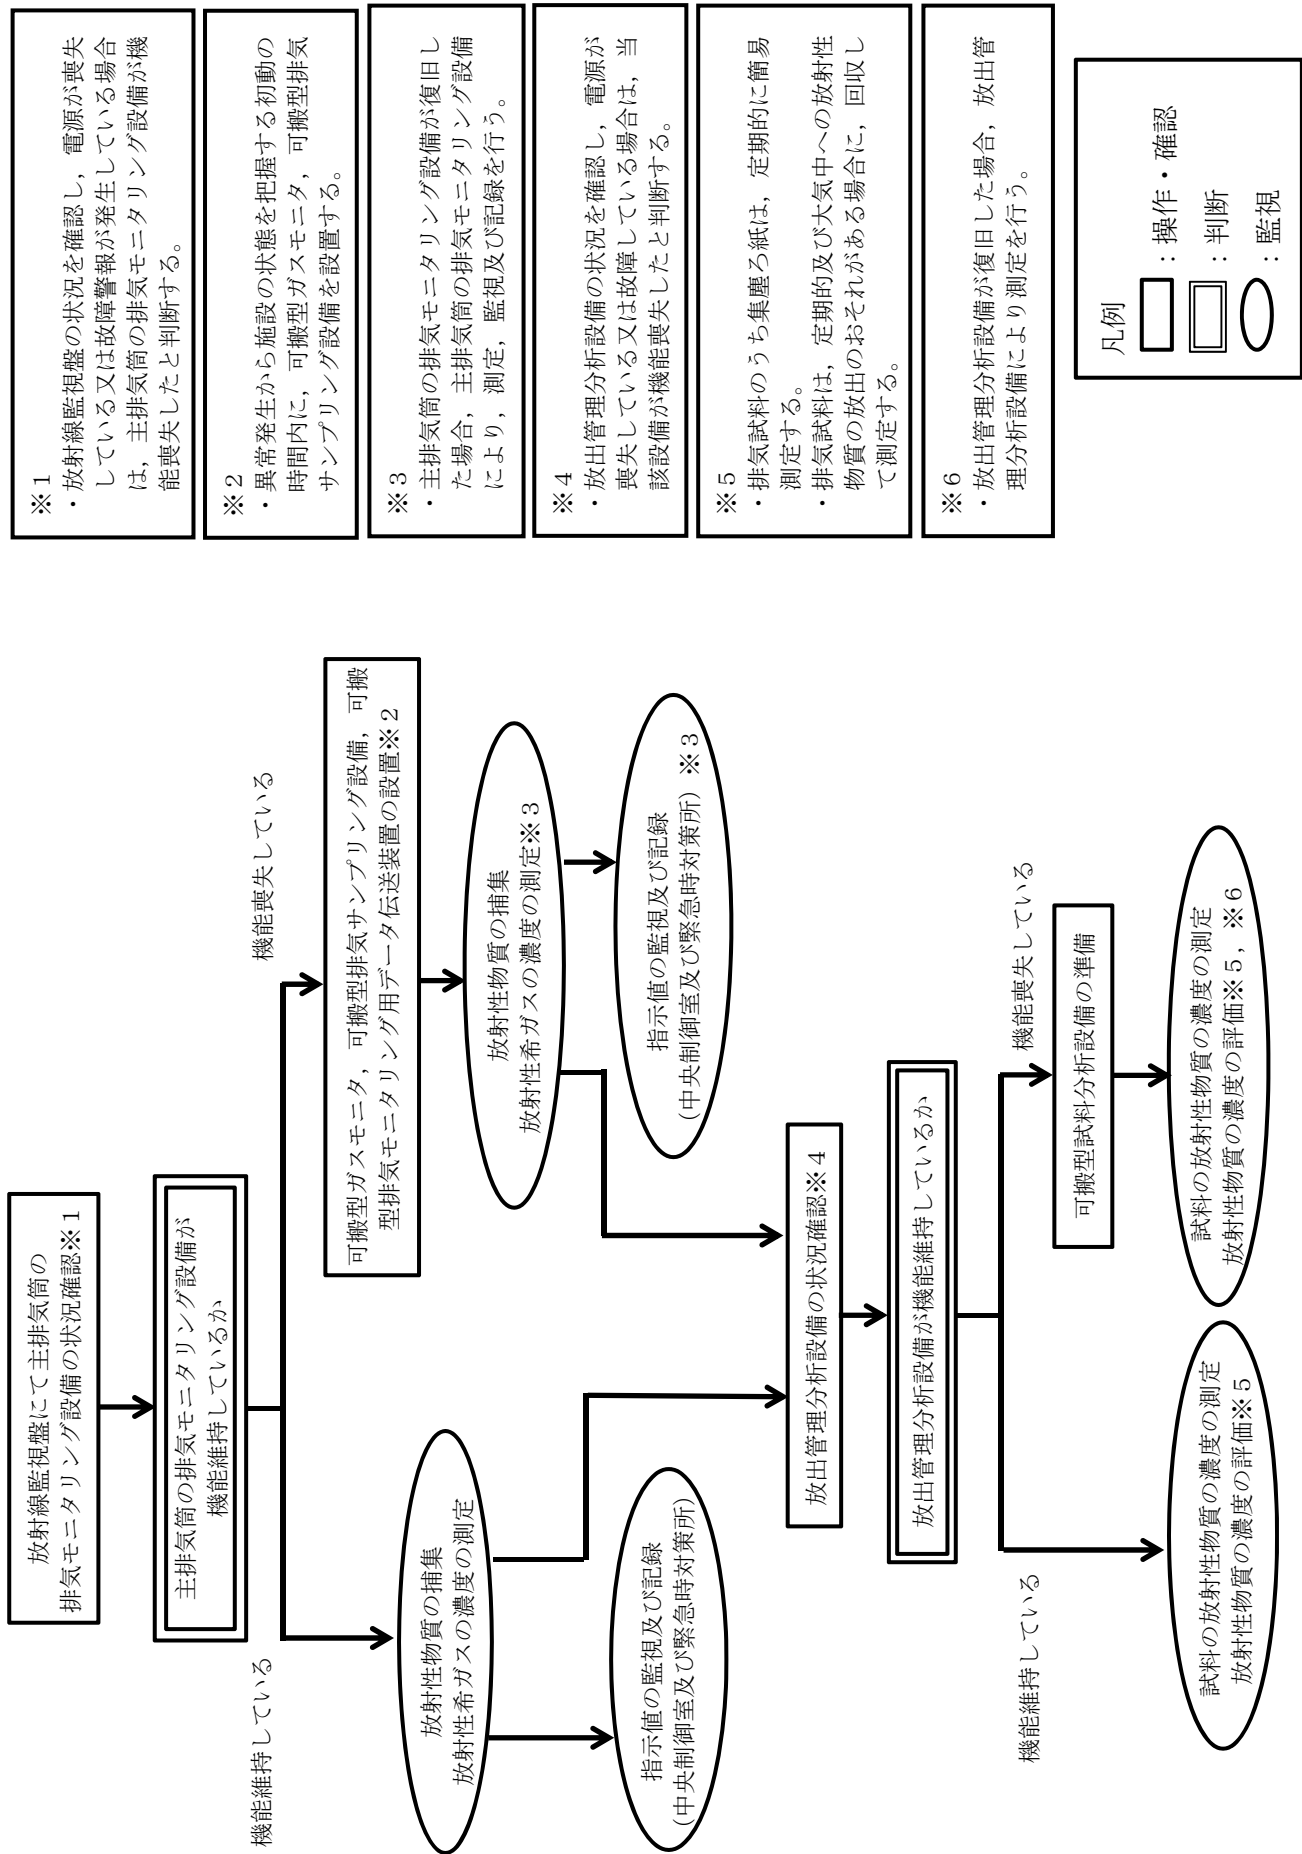 放射線監視盤にて主排気筒の
排気モニタリング設備の状況確認※１
主排気筒の排気モニタリング設備が
機能維持しているか
機能維持している
機能喪失している
放射性物質の捕集
放射性希ガスの濃度の測定
指示値の監視及び記録
(中央制御室及び緊急時対策所)
可搬型ガスモニタ，可搬型排気サンプリング設備，可搬
型排気モニタリング用データ伝送装置の設置※２
放射性物質の捕集
放射性希ガスの濃度の測定※３
指示値の監視及び記録
(中央制御室及び緊急時対策所) ※３
放出管理分析設備の状況確認※４
放出管理分析設備が機能維持しているか
機能維持している
機能喪失している
試料の放射性物質の濃度の測定
放射性物質の濃度の評価※５
可搬型試料分析設備の準備
試料の放射性物質の濃度の測定
放射性物質の濃度の評価※５，※６
※１
・放射線監視盤の状況を確認し，電源が喪失
している又は故障警報が発生している場合
は，主排気筒の排気モニタリング設備が機
能喪失したと判断する。
※２
・異常発生から施設の状態を把握する初動の
時間内に，可搬型ガスモニタ，可搬型排気
サンプリング設備を設置する。
※３
・主排気筒の排気モニタリング設備が復旧し
た場合，主排気筒の排気モニタリング設備
により，測定，監視及び記録を行う。
※４
・放出管理分析設備の状況を確認し，電源が
喪失している又は故障している場合は，当
該設備が機能喪失したと判断する。
※５
・排気試料のうち集塵ろ紙は，定期的に簡易
測定する。
・排気試料は，定期的及び大気中への放射性
物質の放出のおそれがある場合に，回収し
て測定する。
※６
・放出管理分析設備が復旧した場合，放出管
理分析設備により測定を行う。
凡例
：操作・確認
：判断
：監視